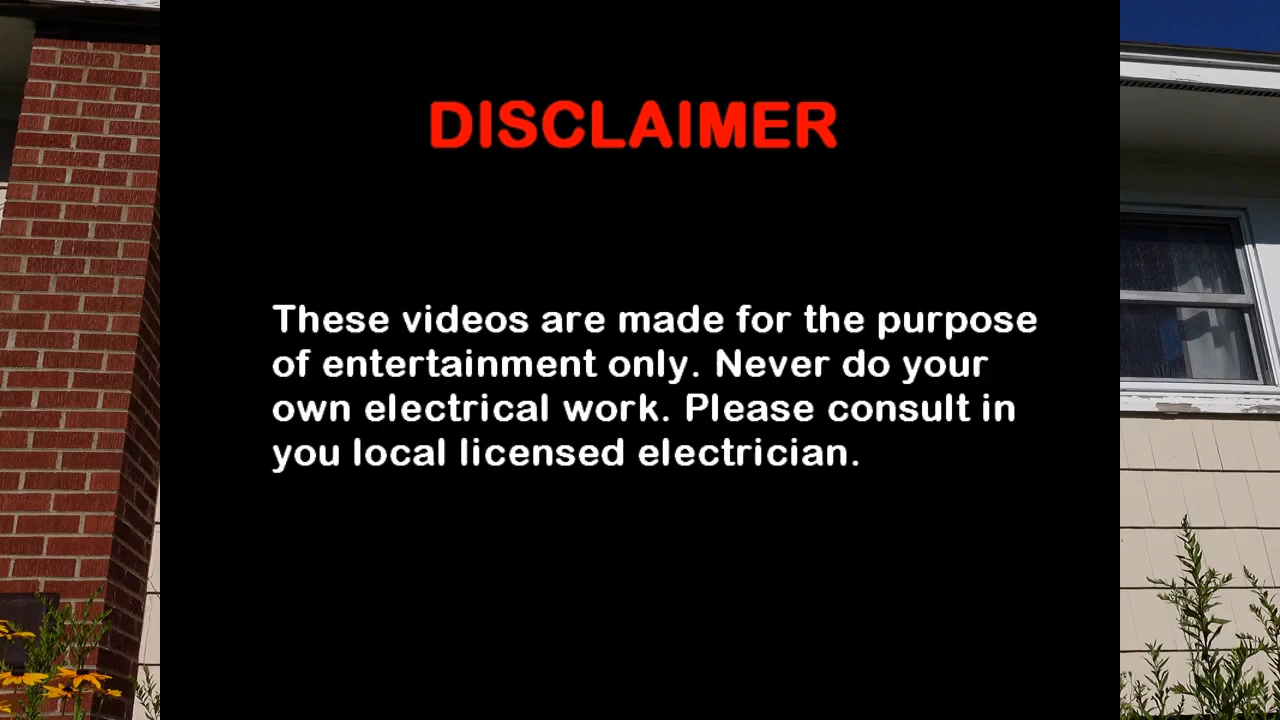 DISCLAIMER
These videos are made for the purpose
of entertainment only. Never do your
own electrical work. Please consult in
you local licensed electrician.